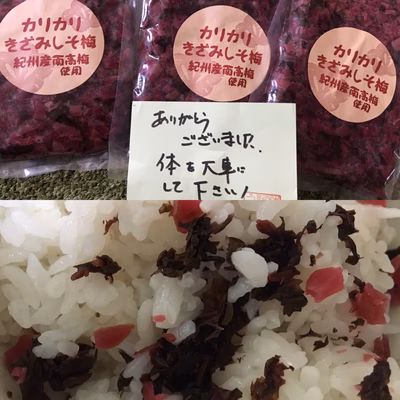 カリカリ
きざみしそ梅
紀州産南高梅
使用
カリカリ
きざみしそ梅
紀州産南高梅
使用
カリカリ
きざみしそ梅
紀州産南高梅
使用
ありがとう
ございました。
体を大事に
して下さい!